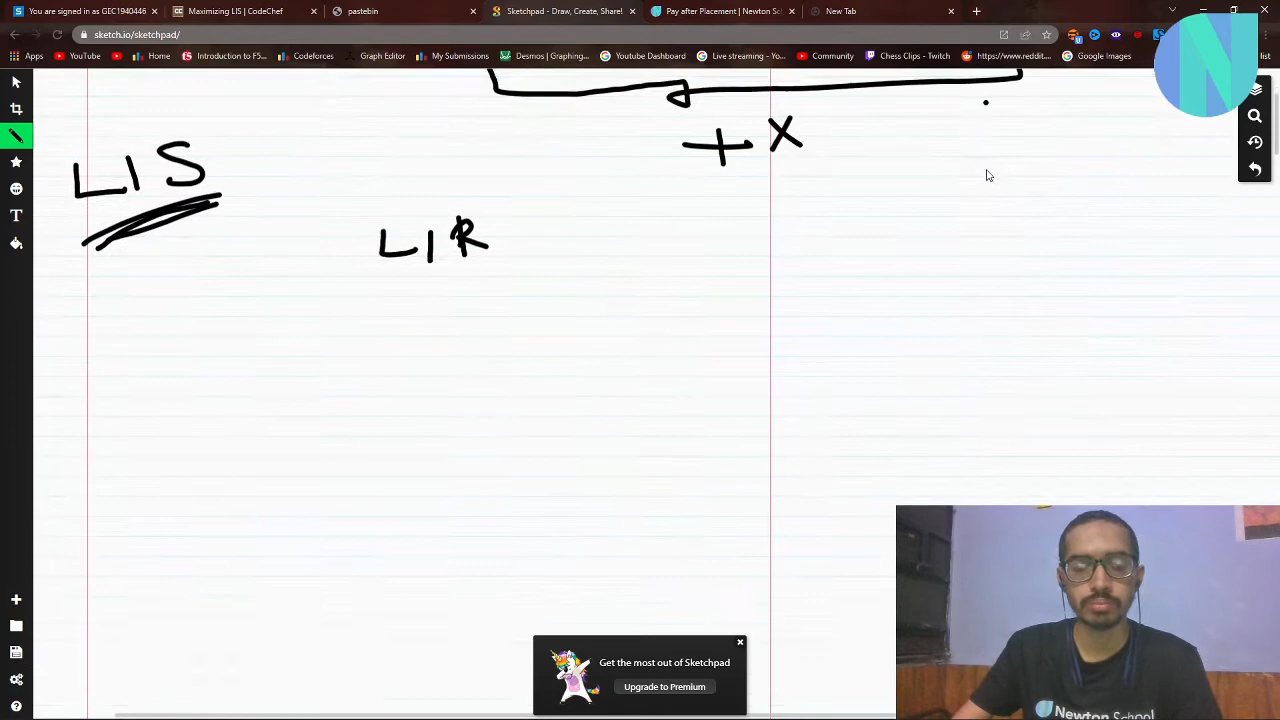 You are signed in as GEC1940446
Maximizing LIS | CodeChef
pastebin
Sketchpad - Draw, Create, Share!
Pay after Placement | Newton Sch
New Tab
sketch.io/sketchpad/
Apps
YouTube
Home
Introduction to F5...
Codeforces
Graph Editor
My Submissions
Desmos | Graphing...
Youtube Dashboard
Live streaming - Yo...
Community
Chess Clips - Twitch
https://www.reddit...
Google Images
list
+ X
LIS
LIR
Get the most out of Sketchpad
Upgrade to Premium
Newton School